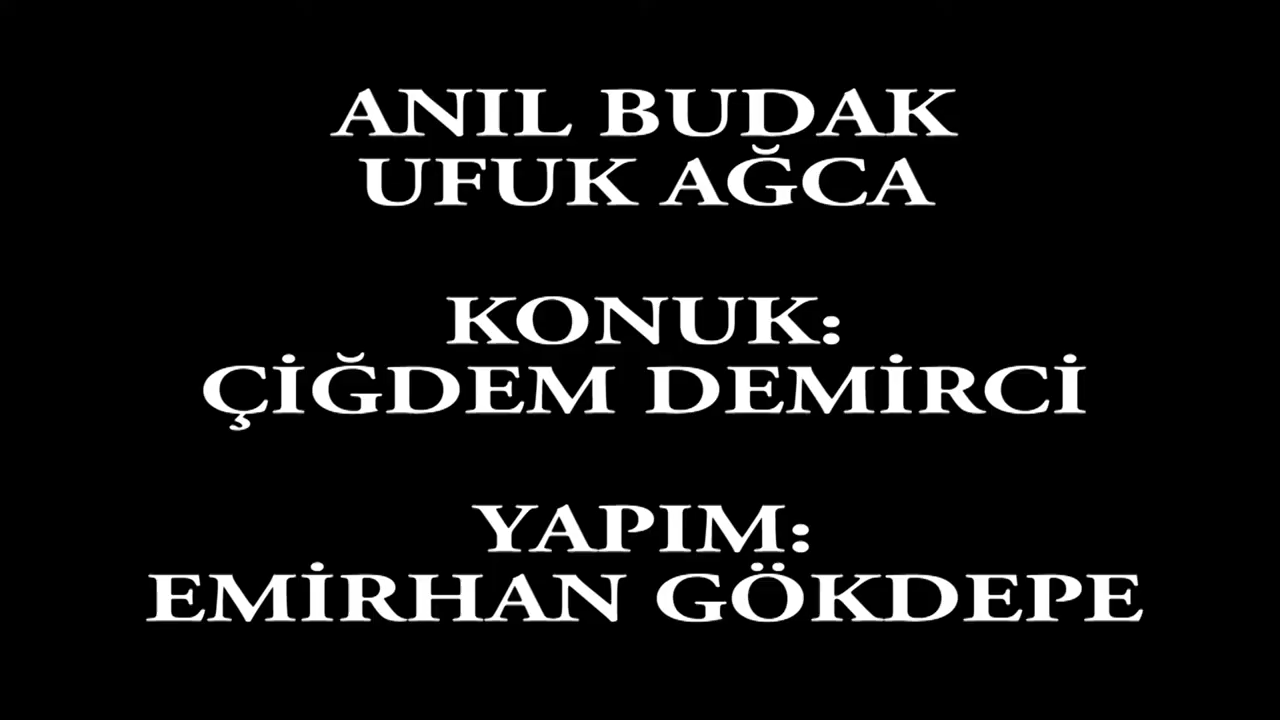 ANIL BUDAK
UFUK AĞCA
KONUK:
ÇİĞDEM DEMİRCİ
YAPIM:
EMİRHAN GÖKDEPE